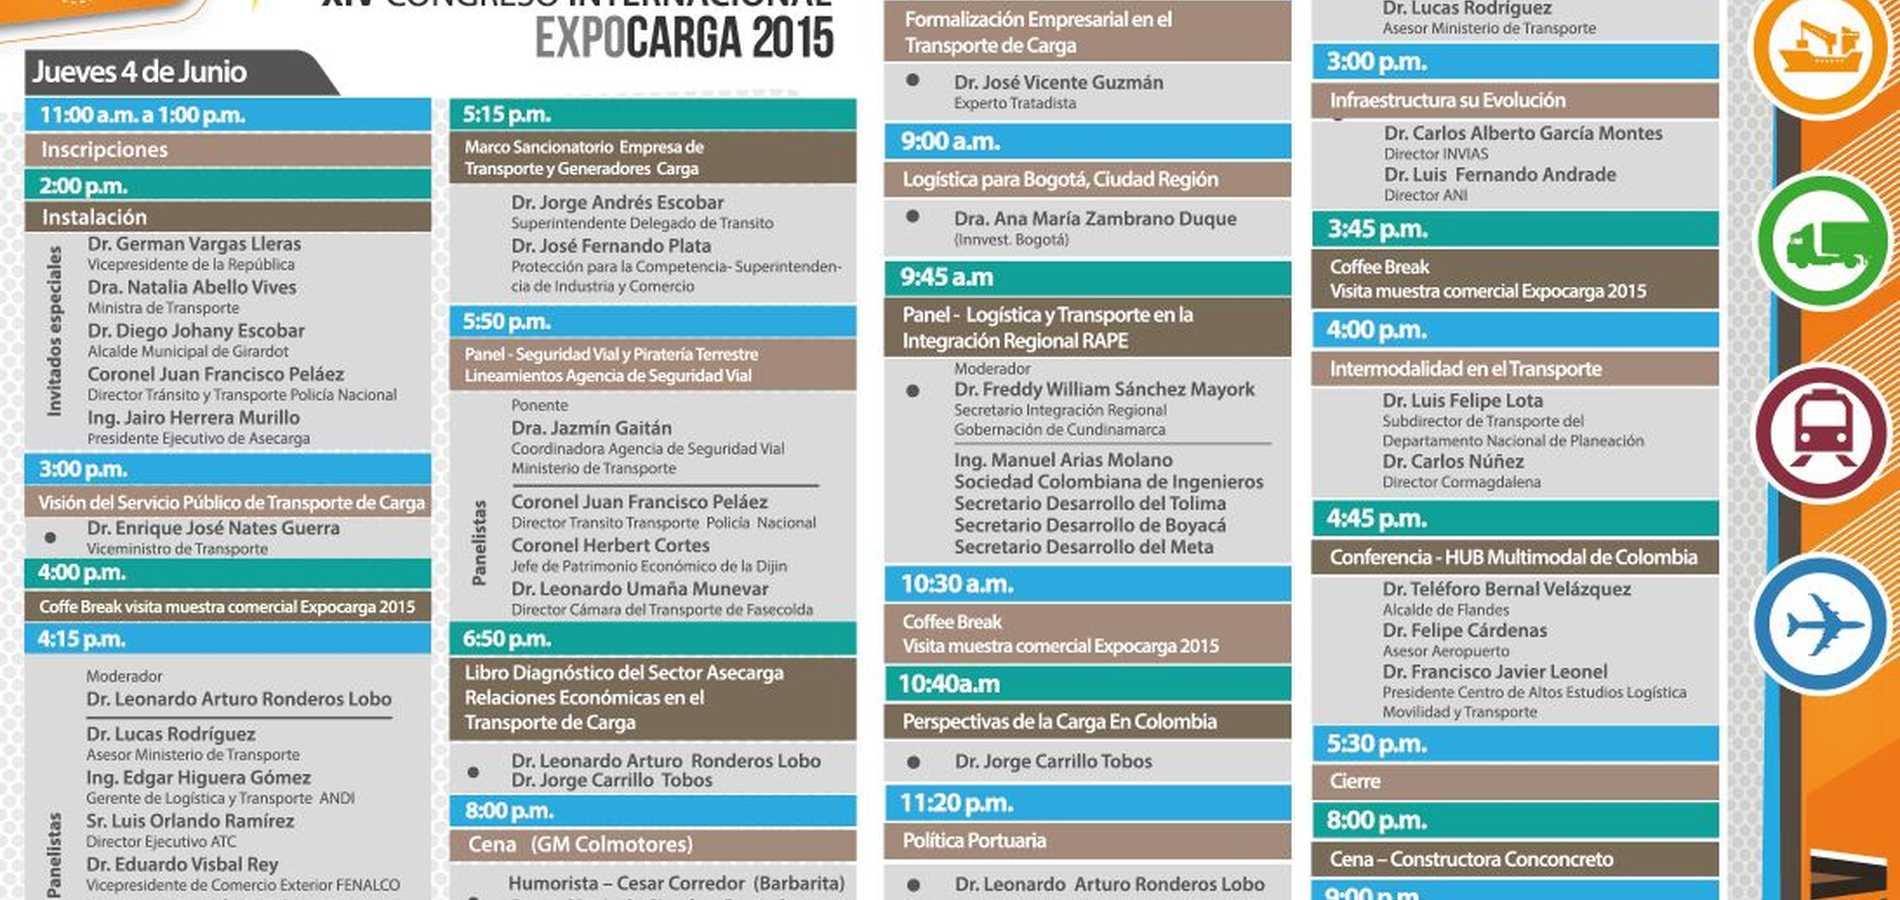 XIV CONGRESO INTERNACIONAL
EXPOCARGA 2015
Jueves 4 de Junio
11:00 a.m. a 1:00 p.m.
Inscripciones
2:00 p.m.
Instalación
Invitados especiales
Dr. German Vargas Lleras
Vicepresidente de la República
Dra. Natalia Abello Vives
Ministra de Transporte
Dr. Diego Johany Escobar
Alcalde Municipal de Girardot
Coronel Juan Francisco Peláez
Director Tránsito y Transporte Policía Nacional
Ing. Jairo Herrera Murillo
Presidente Ejecutivo de Asecarga
3:00 p.m.
Visión del Servicio Público de Transporte de Carga
Dr. Enrique José Nates Guerra
Viceministro de Transporte
4:00 p.m.
Coffe Break visita muestra comercial Expocarga 2015
4:15 p.m.
Moderador
Dr. Leonardo Arturo Ronderos Lobo
Panelistas
Dr. Lucas Rodríguez
Asesor Ministerio de Transporte
Ing. Edgar Higuera Gómez
Gerente de Logística y Transporte ANDI
Sr. Luis Orlando Ramírez
Director Ejecutivo ATC
Dr. Eduardo Visbal Rey
Vicepresidente de Comercio Exterior FENALCO
5:15 p.m.
Marco Sancionatorio Empresa de
Transporte y Generadores Carga
Dr. Jorge Andrés Escobar
Superintendente Delegado de Transito
Dr. José Fernando Plata
Protección para la Competencia- Superintenden-
cia de Industria y Comercio
5:50 p.m.
Panel - Seguridad Vial y Piratería Terrestre
Lineamientos Agencia de Seguridad Vial
Ponente
Dra. Jazmín Gaitán
Coordinadora Agencia de Seguridad Vial
Ministerio de Transporte
Panelistas
Coronel Juan Francisco Peláez
Director Transito Transporte Policía Nacional
Coronel Herbert Cortes
Jefe de Patrimonio Económico de la Dijin
Dr. Leonardo Umaña Munevar
Director Cámara del Transporte de Fasecolda
6:50 p.m.
Libro Diagnóstico del Sector Asecarga
Relaciones Económicas en el
Transporte de Carga
Dr. Leonardo Arturo Ronderos Lobo
Dr. Jorge Carrillo Tobos
8:00 p.m.
Cena (GM Colmotores)
Humorista – Cesar Corredor (Barbarita)
Formalización Empresarial en el
Transporte de Carga
Dr. José Vicente Guzmán
Experto Tratadista
9:00 a.m.
Logística para Bogotá, Ciudad Región
Dra. Ana María Zambrano Duque
(Innvest. Bogotá)
9:45 a.m
Panel - Logística y Transporte en la
Integración Regional RAPE
Moderador
Dr. Freddy William Sánchez Mayork
Secretario Integración Regional
Gobernación de Cundinamarca
Ing. Manuel Arias Molano
Sociedad Colombiana de Ingenieros
Secretario Desarrollo del Tolima
Secretario Desarrollo de Boyacá
Secretario Desarrollo del Meta
10:30 a.m.
Coffee Break
Visita muestra comercial Expocarga 2015
10:40a.m
Perspectivas de la Carga En Colombia
Dr. Jorge Carrillo Tobos
11:20 p.m.
Política Portuaria
Dr. Leonardo Arturo Ronderos Lobo
Dr. Lucas Rodríguez
Asesor Ministerio de Transporte
3:00 p.m.
Infraestructura su Evolución
Dr. Carlos Alberto García Montes
Director INVIAS
Dr. Luis Fernando Andrade
Director ANI
3:45 p.m.
Coffee Break
Visita muestra comercial Expocarga 2015
4:00 p.m.
Intermodalidad en el Transporte
Dr. Luis Felipe Lota
Subdirector de Transporte del
Departamento Nacional de Planeación
Dr. Carlos Núñez
Director Cormagdalena
4:45 p.m.
Conferencia - HUB Multimodal de Colombia
Dr. Teléforo Bernal Velázquez
Alcalde de Flandes
Dr. Felipe Cárdenas
Asesor Aeropuerto
Dr. Francisco Javier Leonel
Presidente Centro de Altos Estudios Logística
Movilidad y Transporte
5:30 p.m.
Cierre
8:00 p.m.
Cena – Constructora Conconcreto
9:00 p.m.